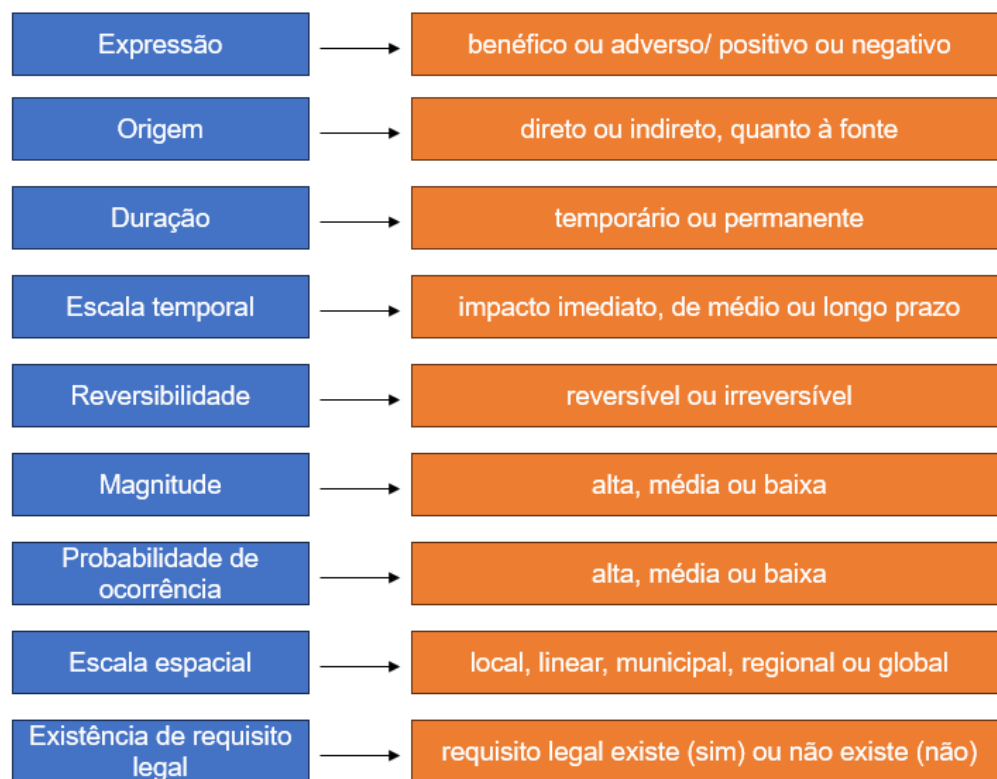 Expressão
benéfico ou adverso/ positivo ou negativo
Origem
direto ou indireto, quanto à fonte
Duração
temporário ou permanente
Escala temporal
impacto imediato, de médio ou longo prazo
Reversibilidade
reversível ou irreversível
Magnitude
alta, média ou baixa
Probabilidade de
ocorrência
alta, média ou baixa
Escala espacial
local, linear, municipal, regional ou global
Existência de requisito
legal
requisito legal existe (sim) ou não existe (não)